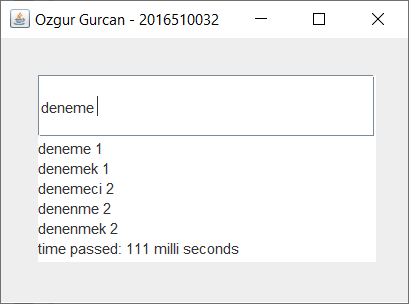 Ozgur Gurcan - 2016510032
deneme
deneme 1
denemek 1
denemeci 2
denenme 2
denenmek 2
time passed: 111 milli seconds